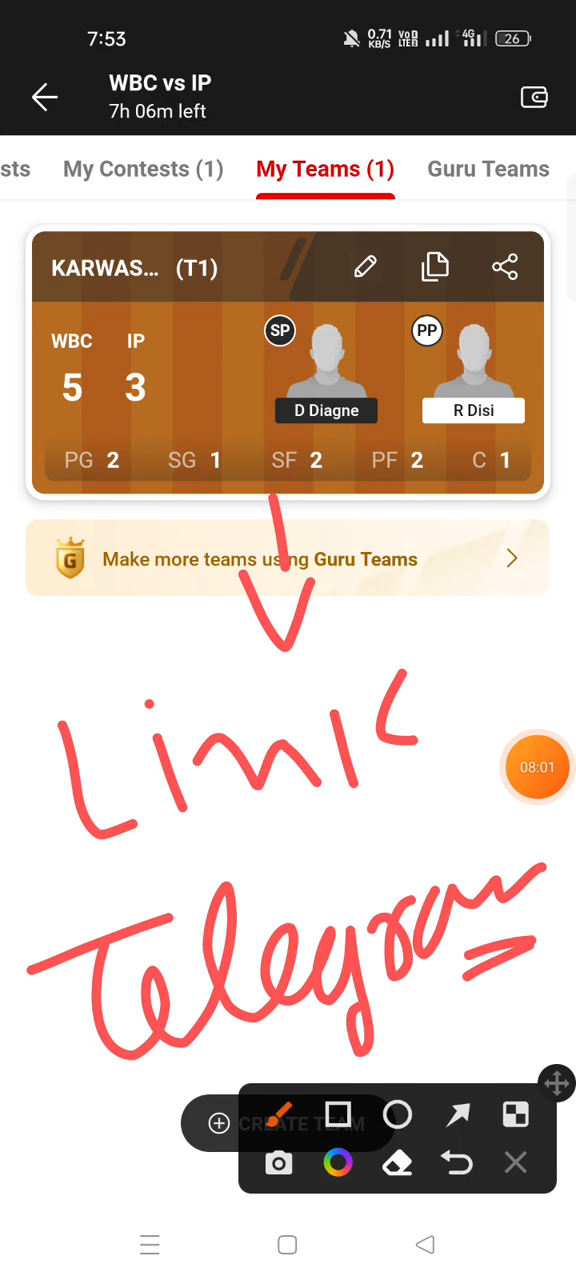 7:53 0.71 KB/S VoD LTE 4G 26
WBC vs IP
7h 06m left
sts My Contests (1) My Teams (1) Guru Teams
KARWAS... (T1)
SP PP
WBC IP
5 3
D Diagne R Disi
PG 2 SG 1 SF 2 PF 2 C 1
G Make more teams using Guru Teams
Link
08:01
Telegram
CREATE TEAM